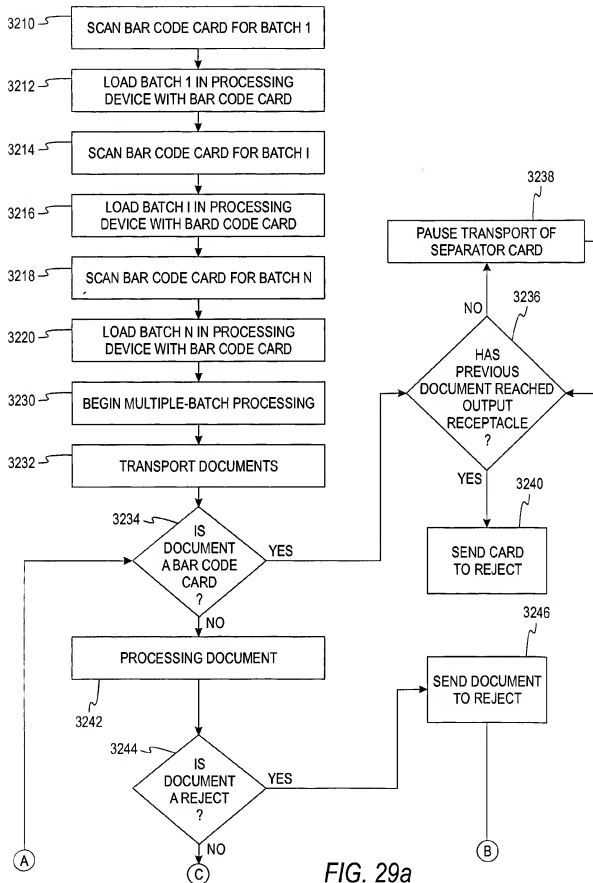 3210
SCAN BAR CODE CARD FOR BATCH 1
3212
LOAD BATCH 1 IN PROCESSING
DEVICE WITH BAR CODE CARD
3214
SCAN BAR CODE CARD FOR BATCH I
3216
LOAD BATCH I IN PROCESSING
DEVICE WITH BARD CODE CARD
3218
SCAN BAR CODE CARD FOR BATCH N
3220
LOAD BATCH N IN PROCESSING
DEVICE WITH BAR CODE CARD
3230
BEGIN MULTIPLE-BATCH PROCESSING
3232
TRANSPORT DOCUMENTS
3234
IS
DOCUMENT
A BAR CODE
CARD
?
YES
NO
3238
PAUSE TRANSPORT OF
SEPARATOR CARD
NO
3236
HAS
PREVIOUS
DOCUMENT REACHED
OUTPUT
RECEPTACLE
?
YES
3240
SEND CARD
TO REJECT
PROCESSING DOCUMENT
3242
3246
SEND DOCUMENT
TO REJECT
3244
IS
DOCUMENT
A REJECT
?
YES
NO
A
C
B
FIG. 29a